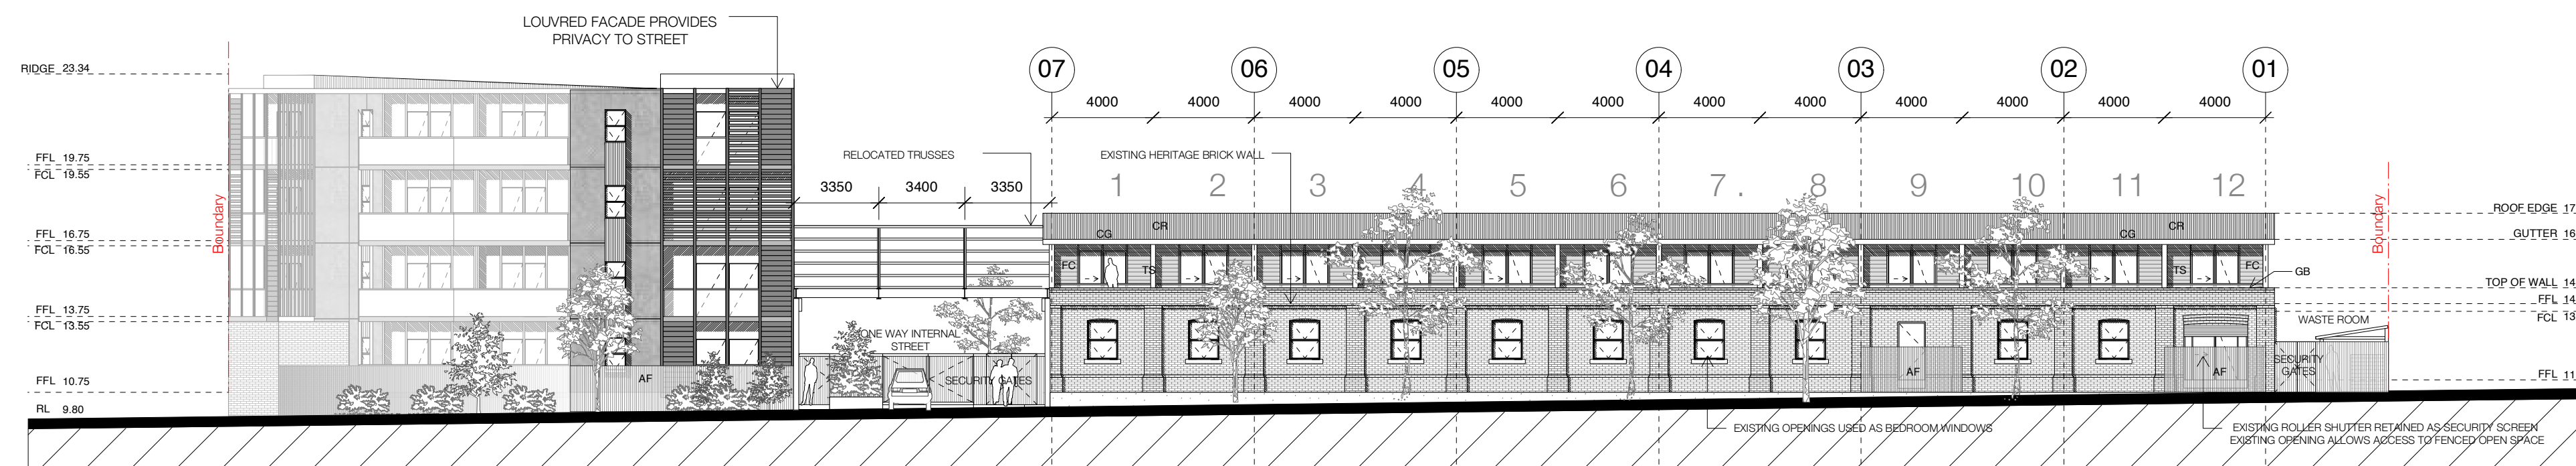 LOUVRED FACADE PROVIDES
PRIVACY TO STREET
RIDGE 23.34
FFL 19.75
FCL 19.55
FFL 16.75
FCL 16.55
FFL 13.75
FCL 13.55
FFL 10.75
RL 9.80
Boundary
AF
3350 3400 3350
RELOCATED TRUSSES
ONE WAY INTERNAL
STREET
SECURITY GATES
07 06 05 04 03 02 01
4000 4000 4000 4000 4000 4000 4000 4000 4000 4000 4000 4000
EXISTING HERITAGE BRICK WALL
1 2 3 4 5 6 7. 8 9 10 11 12
CG CR CG CR
FC TS TS FC
GB
AF AF
WASTE ROOM
SECURITY
GATES
EXISTING OPENINGS USED AS BEDROOM WINDOWS
EXISTING ROLLER SHUTTER RETAINED AS SECURITY SCREEN
EXISTING OPENING ALLOWS ACCESS TO FENCED OPEN SPACE
Boundary
ROOF EDGE 17
GUTTER 16
TOP OF WALL 14
FFL 14
FCL 13
FFL 11